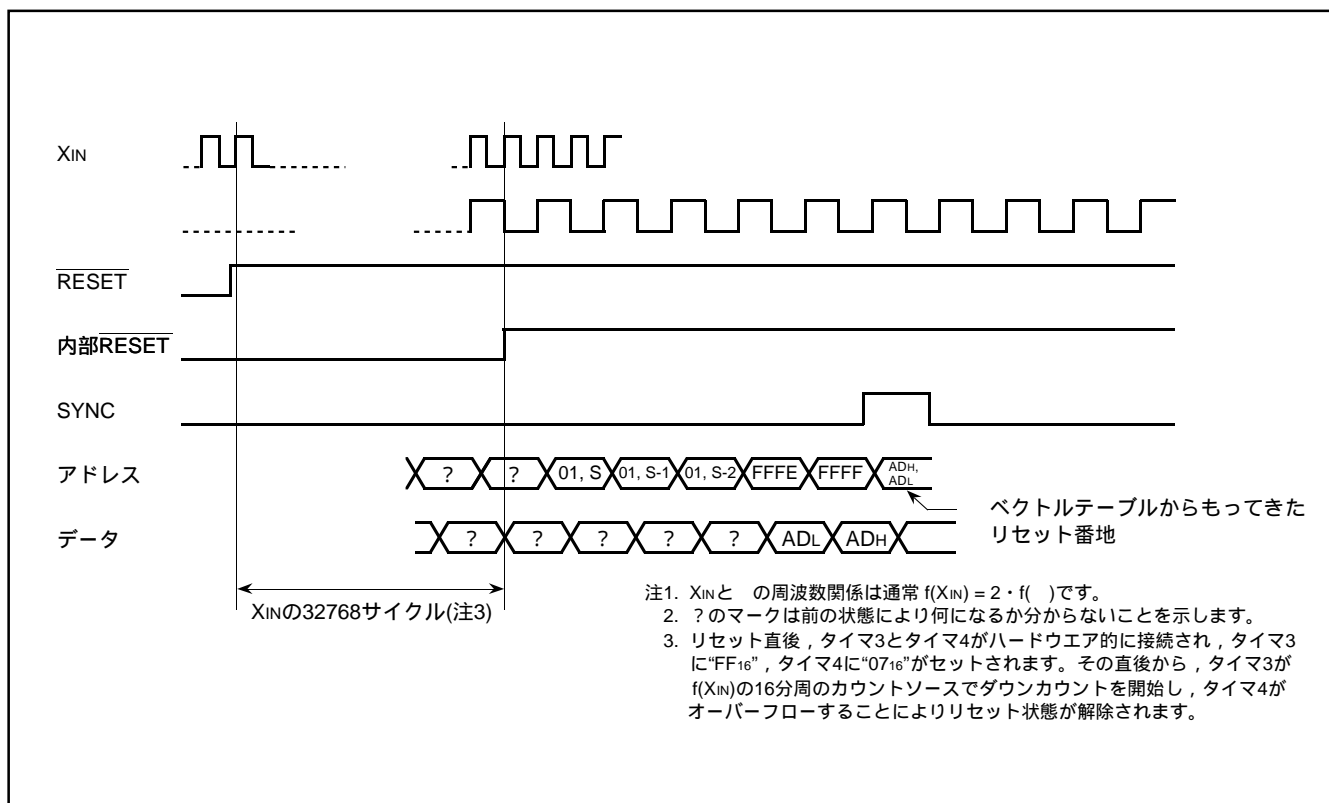 XIN
RESET
内部RESET
SYNC
アドレス
? ? 01, S 01, S-1 01, S-2 FFFE FFFF ADH,
ADL
データ
? ? ? ? ? ADL ADH
ベクトルテーブルからもってきた
リセット番地
XINの32768サイクル(注3)
注1. XINと の周波数関係は通常 f(XIN) = 2・f( )です。
2. ？のマークは前の状態により何になるか分からないことを示します。
3. リセット直後，タイマ3とタイマ4がハードウエア的に接続され，タイマ3
に“FF16”，タイマ4に“0716”がセットされます。その直後から，タイマ3が
f(XIN)の16分周のカウントソースでダウンカウントを開始し，タイマ4が
オーバーフローすることによりリセット状態が解除されます。